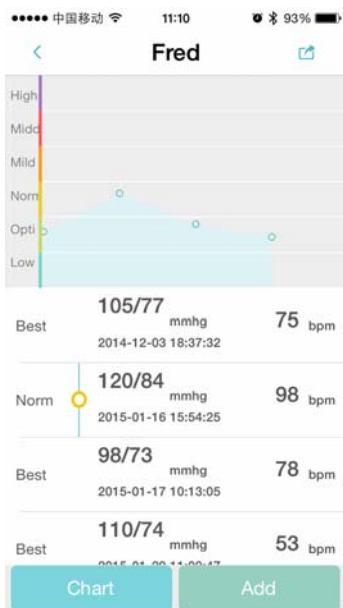 中国移动 11:10 93%
Fred
High
Midd
Mild
Norm
Opti
Low
105/77 mmhg
Best 75 bpm
2014-12-03 18:37:32
120/84 mmhg
Norm 98 bpm
2015-01-16 15:54:25
98/73 mmhg
Best 78 bpm
2015-01-17 10:13:05
110/74 mmhg
Best 53 bpm
Chart Add